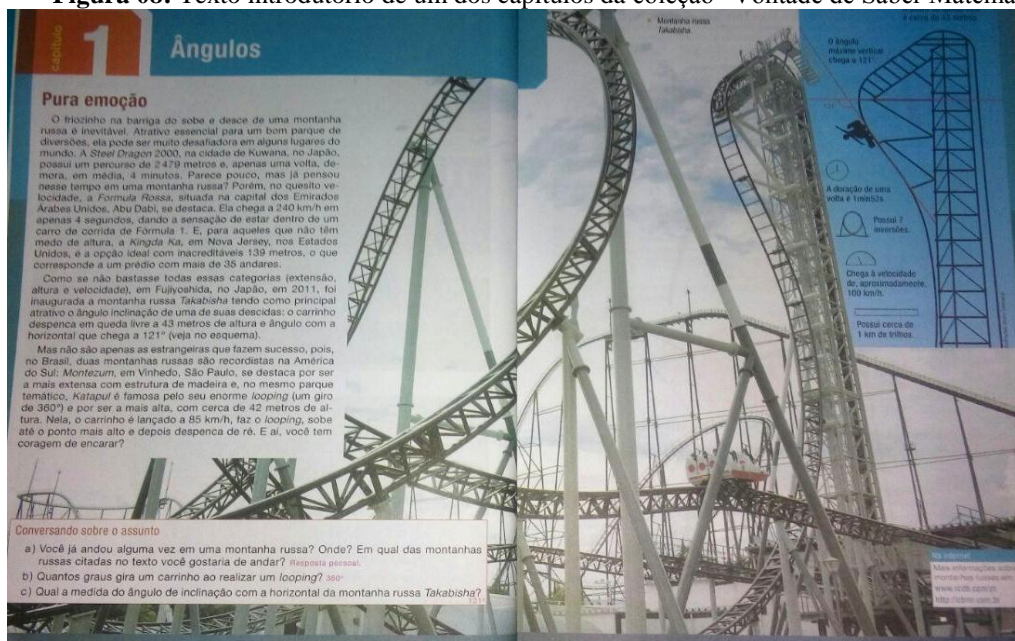 Figura 08: Texto introdutório de um dos capítulos da coleção "Vontade de Saber Matemá
capítulo
1
Ângulos
Pura emoção
O friozinho na barriga do sobe e desce de uma montanha
russa é inevitável. Atrativo essencial para um bom parque de
diversões, ela pode ser muito desafiadora em alguns lugares do
mundo. A Steel Dragon 2000, na cidade de Kuwana, no Japão,
possui um percurso de 2 479 metros e, apenas uma volta, de-
mora, em média, 4 minutos. Parece pouco, mas já pensou
nesse tempo em uma montanha russa? Porém, no quesito ve-
locidade, a Formula Rossa, situada na capital dos Emirados
Árabes Unidos, Abu Dabi, se destaca. Ela chega a 240 km/h em
apenas 4 segundos, dando a sensação de estar dentro de um
carro de corrida de Fórmula 1. E, para aqueles que não têm
medo de altura, a Kingda Ka, em Nova Jersey, nos Estados
Unidos, é a opção ideal com inacreditáveis 139 metros, o que
corresponde a um prédio com mais de 35 andares.
Como se não bastasse todas essas categorias (extensão,
altura e velocidade), em Fujiyoshida, no Japão, em 2011, foi
inaugurada a montanha russa Takabisha tendo como principal
atrativo o ângulo inclinação de uma de suas descidas: o carrinho
despenca em queda livre a 43 metros de altura e ângulo com a
horizontal que chega a 121° (veja no esquema).
Mas não são apenas as estrangeiras que fazem sucesso, pois,
no Brasil, duas montanhas russas são recordistas na América
do Sul: Montezum, em Vinhedo, São Paulo, se destaca por ser
a mais extensa com estrutura de madeira e, no mesmo parque
temático, Katapul é famosa pelo seu enorme looping (um giro
de 360°) e por ser a mais alta, com cerca de 42 metros de al-
tura. Nela, o carrinho é lançado a 85 km/h, faz o looping, sobe
até o ponto mais alto e depois despenca de ré. E aí, você tem
coragem de encarar?
Conversando sobre o assunto
a) Você já andou alguma vez em uma montanha russa? Onde? Em qual das montanhas
russas citadas no texto você gostaria de andar? Resposta pessoal.
b) Quantos graus gira um carrinho ao realizar um looping? 360°
c) Qual a medida do ângulo de inclinação com a horizontal da montanha russa Takabisha?
121°
Montanha russa
Takabisha.
é cerca de 43 metros
O ângulo
máximo vertical
chega a 121°
A duração de uma
volta é 1min52s
Possui 7
inversões.
Chega à velocidade
de, aproximadamente,
100 km/h.
Possui cerca de
1 km de trilhos.
Na internet
Mais informações sobre
montanhas russas em: